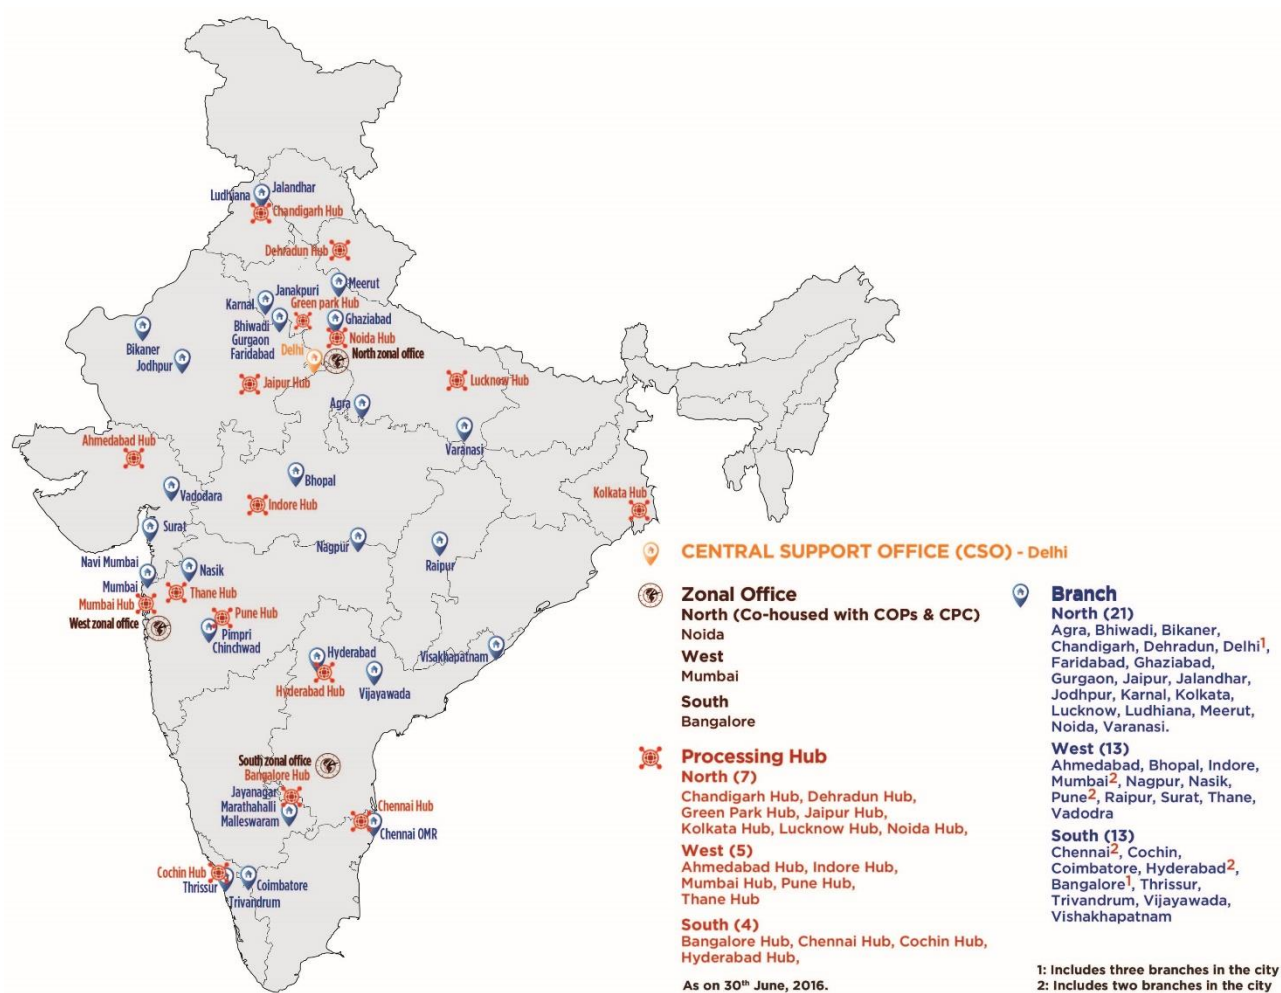 Ludhiana
Jalandhar
Chandigarh Hub
Dehradun Hub
Meerut
Janakpuri
Karnal
Green park Hub
Bhiwadi
Gurgaon
Faridabad
Ghaziabad
Noida Hub
Delhi
North zonal office
Bikaner
Jodhpur
Jaipur Hub
Lucknow Hub
Agra
Varanasi
Ahmedabad Hub
Vadodara
Bhopal
Indore Hub
Kolkata Hub
Surat
Nagpur
Raipur
Navi Mumbai
Mumbai
Nasik
Thane Hub
Mumbai Hub
West zonal office
Pune Hub
Pimpri
Chinchwad
Hyderabad
Hyderabad Hub
Visakhapatnam
Vijayawada
South zonal office
Bangalore Hub
Jayanagar
Marathahalli
Malleswaram
Chennai Hub
Chennai OMR
Cochin Hub
Thrissur
Coimbatore
Trivandrum
CENTRAL SUPPORT OFFICE (CSO) - Delhi
Zonal Office
North (Co-housed with COPs & CPC)
Noida
West
Mumbai
South
Bangalore
Processing Hub
North (7)
Chandigarh Hub, Dehradun Hub,
Green Park Hub, Jaipur Hub,
Kolkata Hub, Lucknow Hub, Noida Hub,
West (5)
Ahmedabad Hub, Indore Hub,
Mumbai Hub, Pune Hub,
Thane Hub
South (4)
Bangalore Hub, Chennai Hub, Cochin Hub,
Hyderabad Hub,
As on 30th June, 2016.
Branch
North (21)
Agra, Bhiwadi, Bikaner,
Chandigarh, Dehradun, Delhi1,
Faridabad, Ghaziabad,
Gurgaon, Jaipur, Jalandhar,
Jodhpur, Karnal, Kolkata,
Lucknow, Ludhiana, Meerut,
Noida, Varanasi.
West (13)
Ahmedabad, Bhopal, Indore,
Mumbai2, Nagpur, Nasik,
Pune2, Raipur, Surat, Thane,
Vadodra
South (13)
Chennai2, Cochin,
Coimbatore, Hyderabad2,
Bangalore1, Thrissur,
Trivandrum, Vijayawada,
Vishakhapatnam
1: Includes three branches in the city
2: Includes two branches in the city